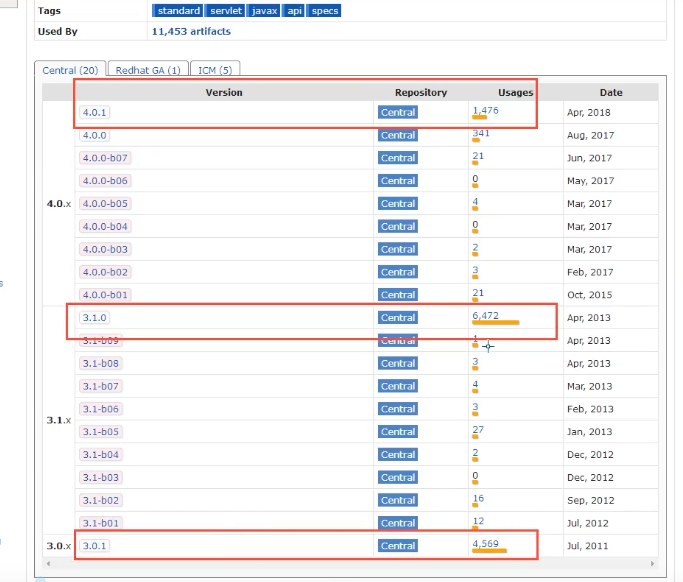 Tags standard servlet javax api specs
Used By 11,453 artifacts
Central (20) Redhat GA (1) ICM (5)
Version Repository Usages Date
4.0.1 Central 1,476 Apr, 2018
4.0.0 Central 341 Aug, 2017
4.0.0-b07 Central 21 Jun, 2017
4.0.0-b06 Central 0 May, 2017
4.0.x 4.0.0-b05 Central 4 Mar, 2017
4.0.0-b04 Central 0 Mar, 2017
4.0.0-b03 Central 2 Mar, 2017
4.0.0-b02 Central 3 Feb, 2017
4.0.0-b01 Central 21 Oct, 2015
3.1.0 Central 6,472 Apr, 2013
3.1-b09 Central 1 Apr, 2013
3.1-b08 Central 3 Apr, 2013
3.1-b07 Central 4 Mar, 2013
3.1-b06 Central 3 Feb, 2013
3.1.x 3.1-b05 Central 27 Jan, 2013
3.1-b04 Central 2 Dec, 2012
3.1-b03 Central 0 Dec, 2012
3.1-b02 Central 16 Sep, 2012
3.1-b01 Central 12 Jul, 2012
3.0.x 3.0.1 Central 4,569 Jul, 2011